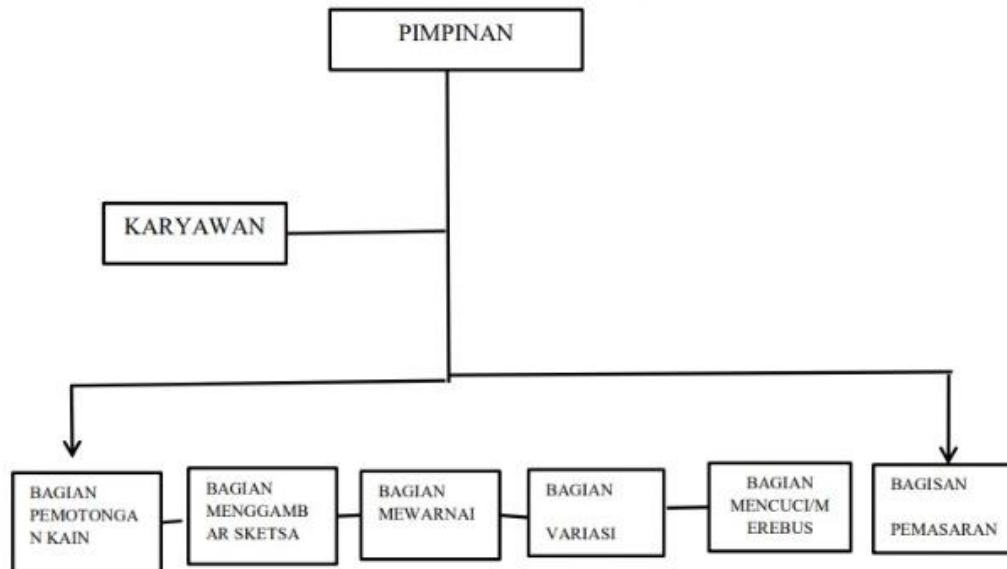 PIMPINAN
KARYAWAN
BAGIAN
PEMOTONGA
N KAIN
BAGIAN
MENGGAMB
AR SKETSA
BAGIAN
MEWARNAI
BAGIAN
VARIASI
BAGIAN
MENCUCI/M
EREBUS
BAGISAN
PEMASARAN